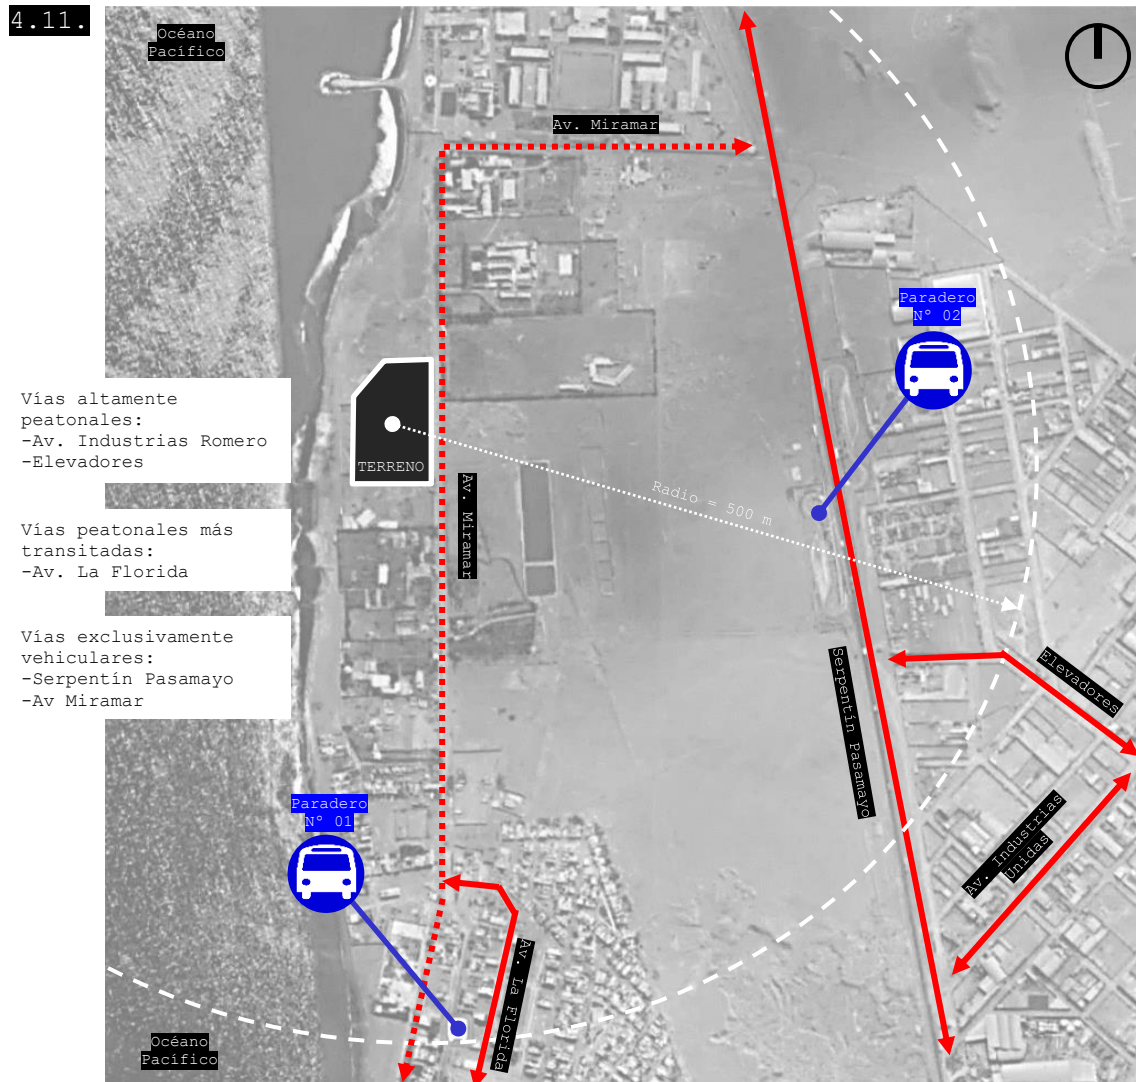 4.11.
Océano
Pacífico
Av. Miramar
Paradero
N° 02
Vías altamente
peatonales:
-Av. Industrias Romero
-Elevadores
TERRENO
Av. Miramar
Radio = 500 m
Vías peatonales más
transitadas:
-Av. La Florida
Vías exclusivamente
vehiculares:
-Serpentín Pasamayo
-Av Miramar
Serpentín Pasamayo
Elevadores
Paradero
N° 01
Av. Industrias
Unidas
Av. La Florida
Océano
Pacífico